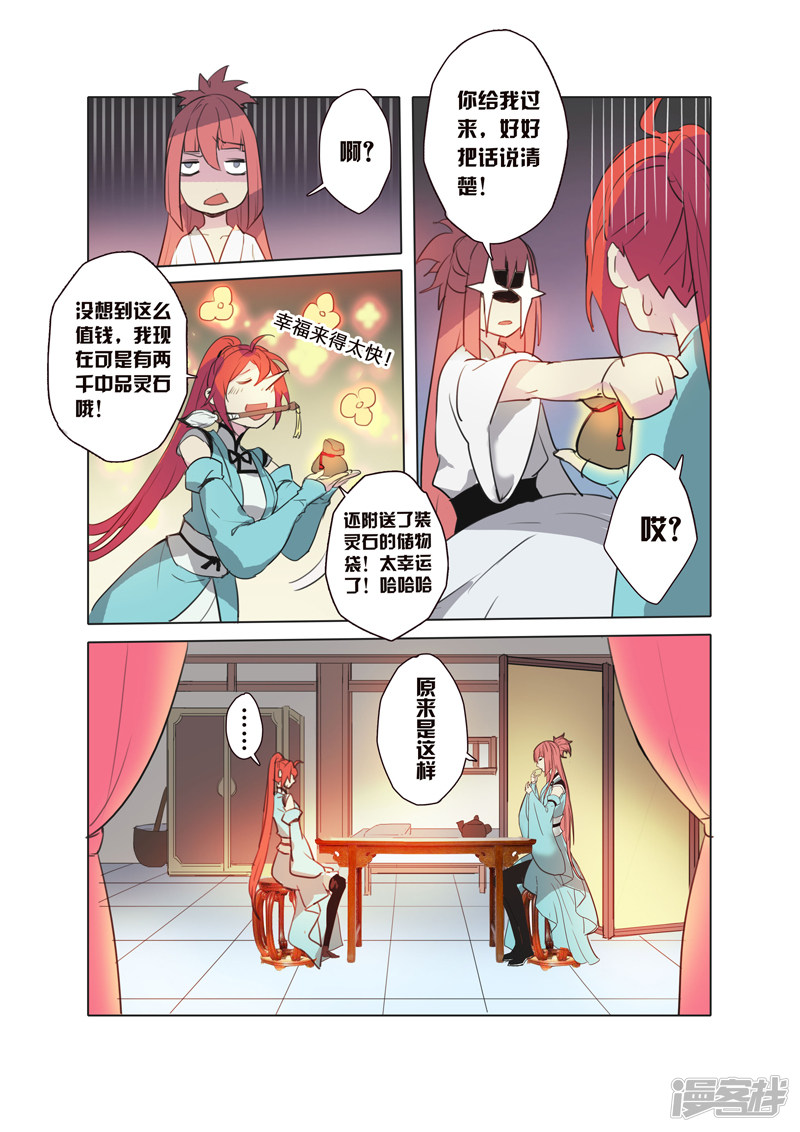 啊？
没想到这么
值钱，我现
在可是有两
千中品灵石
哦！
幸福来得太快！
还附送了装
灵石的储物
袋！太幸运
了！哈哈哈
你给我过
来，好好
把话说清
楚！
哎？
……
原来是这样
漫客栈